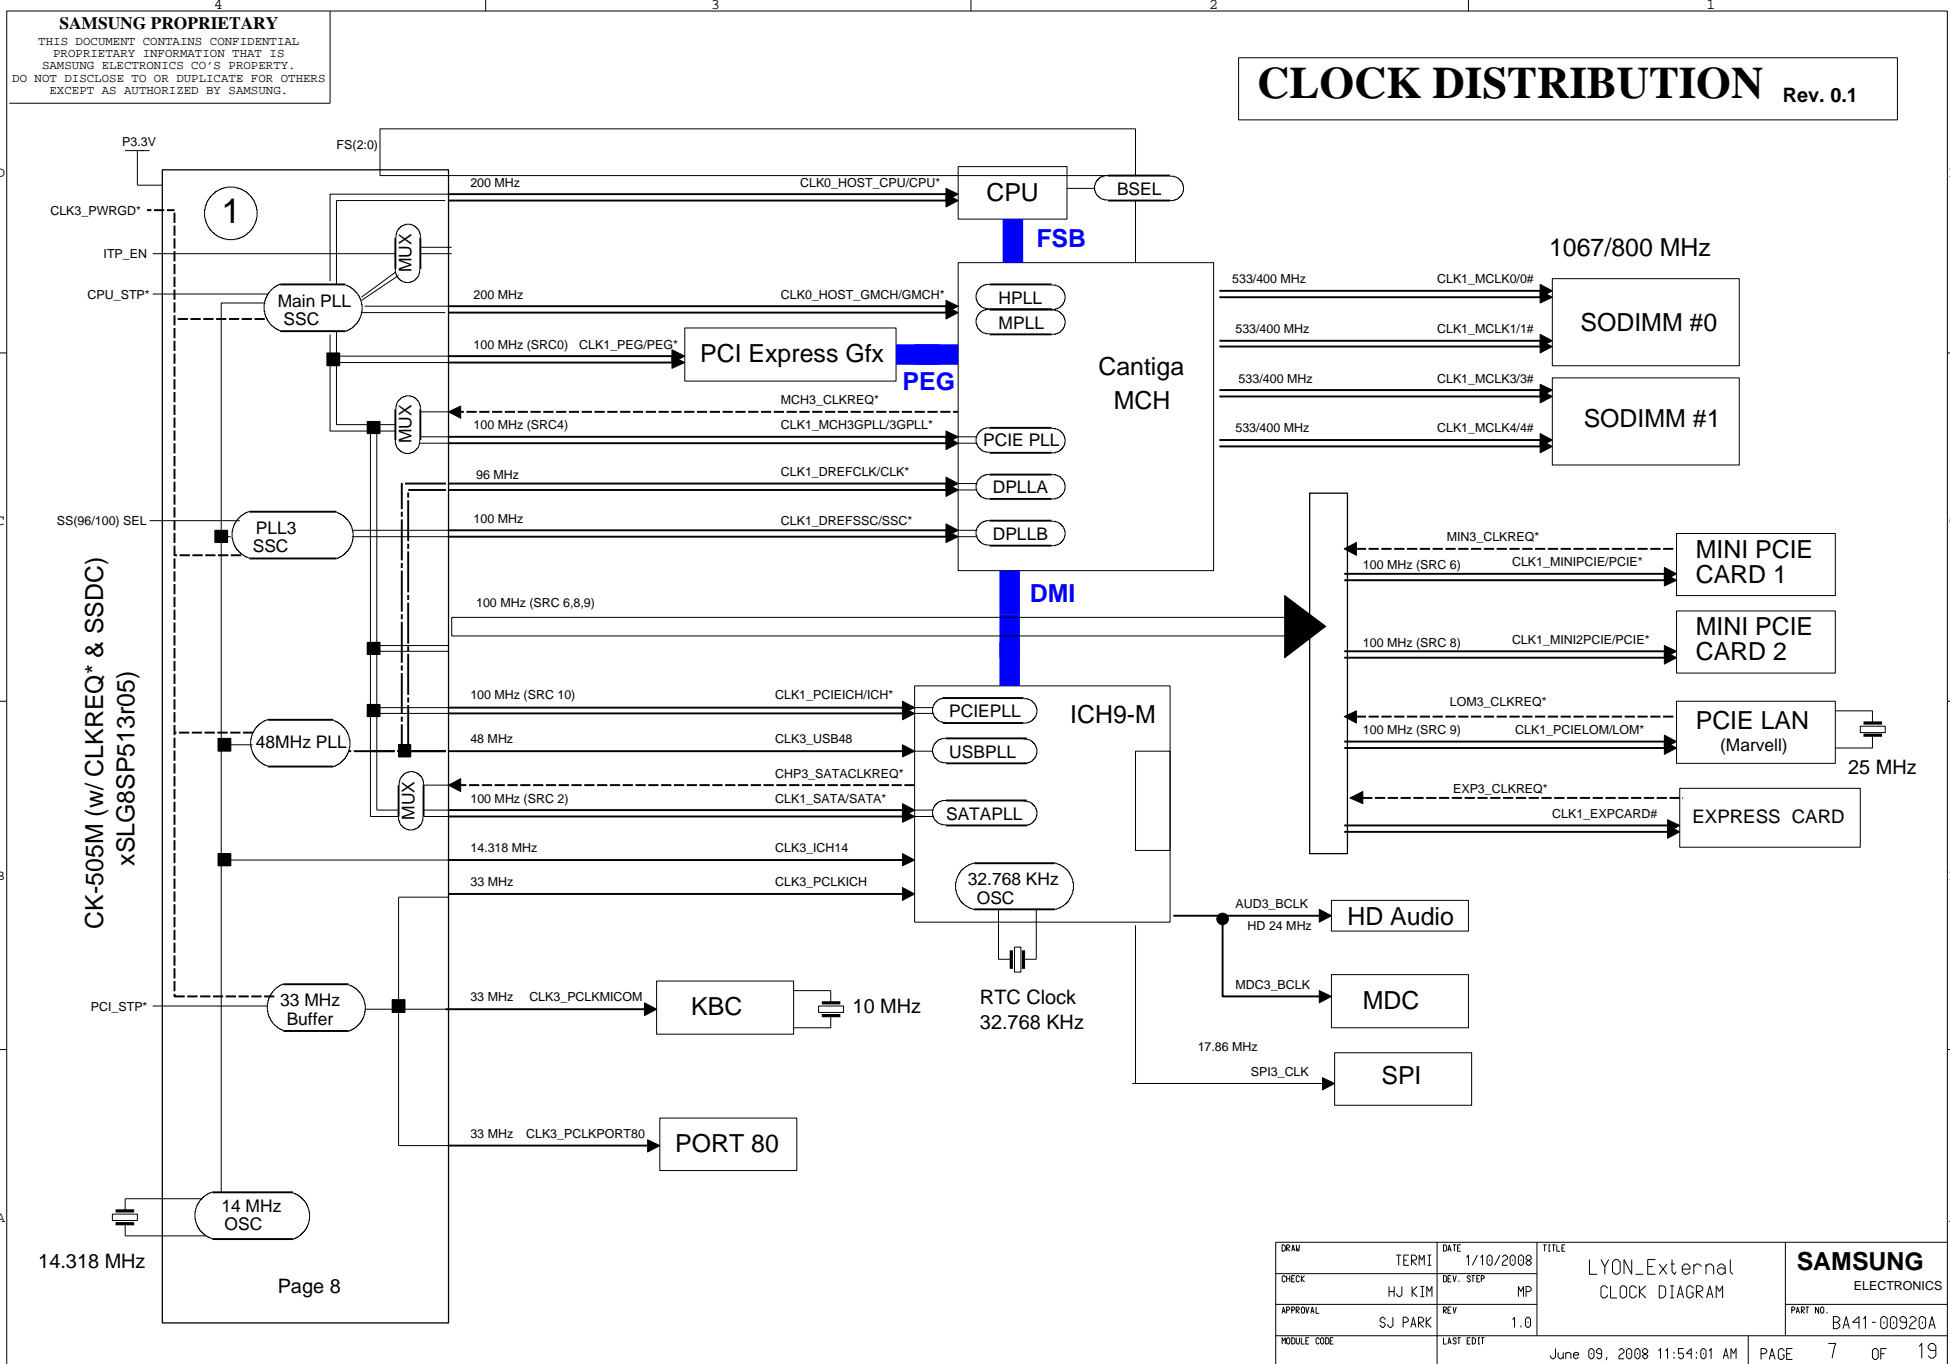 4
3
2
1
SAMSUNG PROPRIETARY
THIS DOCUMENT CONTAINS CONFIDENTIAL
PROPRIETARY INFORMATION THAT IS
SAMSUNG ELECTRONICS CO'S PROPERTY.
DO NOT DISCLOSE TO OR DUPLICATE FOR OTHERS
EXCEPT AS AUTHORIZED BY SAMSUNG.
CLOCK DISTRIBUTION Rev. 0.1
P3.3V
FS(2:0)
CLK3_PWRGD*
1
ITP_EN
CPU_STP*
MUX
Main PLL
SSC
200 MHz CLK0_HOST_CPU/CPU*
CPU
BSEL
FSB
200 MHz CLK0_HOST_GMCH/GMCH*
HPLL
MPLL
Cantiga
MCH
100 MHz (SRC0) CLK1_PEG/PEG*
PCI Express Gfx
PEG
MUX
MCH3_CLKREQ*
100 MHz (SRC4) CLK1_MCH3GPLL/3GPLL*
PCIE PLL
96 MHz CLK1_DREFCLK/CLK*
DPLLA
100 MHz CLK1_DREFSSC/SSC*
DPLLB
1067/800 MHz
533/400 MHz CLK1_MCLK0/0#
533/400 MHz CLK1_MCLK1/1#
SODIMM #0
533/400 MHz CLK1_MCLK3/3#
533/400 MHz CLK1_MCLK4/4#
SODIMM #1
SS(96/100) SEL
PLL3
SSC
CK-505M (w/ CLKREQ* & SSDC)
xSLG8SP513r05)
DMI
100 MHz (SRC 6,8,9)
MIN3_CLKREQ*
100 MHz (SRC 6) CLK1_MINIPCIE/PCIE*
MINI PCIE
CARD 1
100 MHz (SRC 8) CLK1_MINI2PCIE/PCIE*
MINI PCIE
CARD 2
LOM3_CLKREQ*
100 MHz (SRC 9) CLK1_PCIELOM/LOM*
PCIE LAN
(Marvell)
25 MHz
EXP3_CLKREQ*
CLK1_EXPCARD#
EXPRESS CARD
100 MHz (SRC 10) CLK1_PCIEICH/ICH*
PCIEPLL
ICH9-M
48MHz PLL
48 MHz CLK3_USB48
USBPLL
MUX
CHP3_SATACLKREQ*
100 MHz (SRC 2) CLK1_SATA/SATA*
SATAPLL
14.318 MHz CLK3_ICH14
33 MHz CLK3_PCLKICH
32.768 KHz
OSC
RTC Clock
32.768 KHz
AUD3_BCLK
HD 24 MHz
HD Audio
MDC3_BCLK
MDC
17.86 MHz
SPI3_CLK
SPI
PCI_STP*
33 MHz
Buffer
33 MHz CLK3_PCLKMICOM
KBC
10 MHz
33 MHz CLK3_PCLKPORT80
PORT 80
14 MHz
OSC
14.318 MHz
Page 8
DRAW TERMI
DATE 1/10/2008
TITLE
LYON_External
CLOCK DIAGRAM
SAMSUNG
ELECTRONICS
CHECK HJ KIM
DEV. STEP MP
APPROVAL SJ PARK
REV 1.0
PART NO. BA41-00920A
MODULE CODE
LAST EDIT June 09, 2008 11:54:01 AM
PAGE 7 OF 19